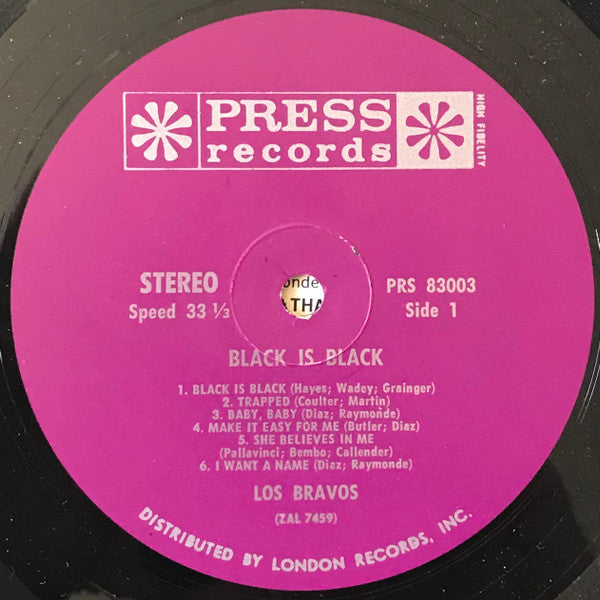 PRESS
records
HIGH FIDELITY
STEREO
Speed 33 1/3
PRS 83003
Side 1
THA
BLACK IS BLACK
1. BLACK IS BLACK (Hayes; Wadey; Grainger)
2. TRAPPED (Coulter; Martin)
3. BABY, BABY (Diaz; Raymonde)
4. MAKE IT EASY FOR ME (Butler; Diaz)
5. SHE BELIEVES IN ME
(Pallavinci; Bembo; Callender)
6. I WANT A NAME (Diaz; Raymonde)
LOS BRAVOS
(ZAL 7459)
DISTRIBUTED BY LONDON RECORDS, INC.